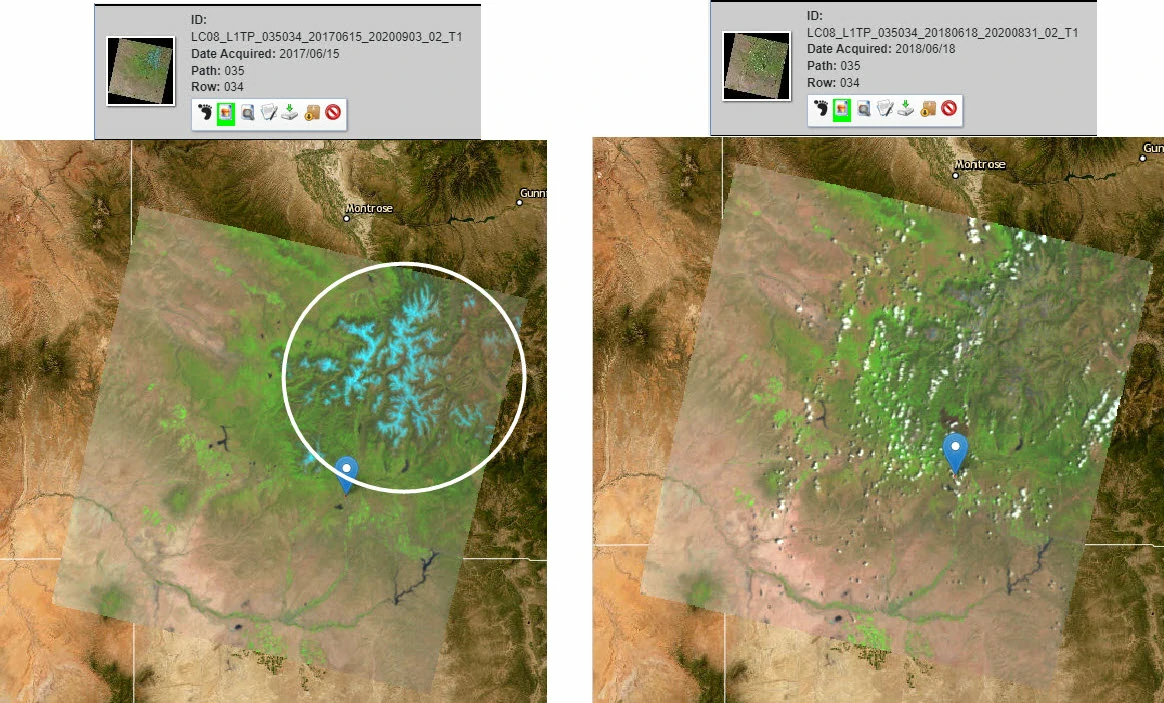 ID:
LC08_L1TP_035034_20170615_20200903_02_T1
Date Acquired: 2017/06/15
Path: 035
Row: 034
ID:
LC08_L1TP_035034_20180618_20200831_02_T1
Date Acquired: 2018/06/18
Path: 035
Row: 034
Montrose
Gunn
Montrose
Gun